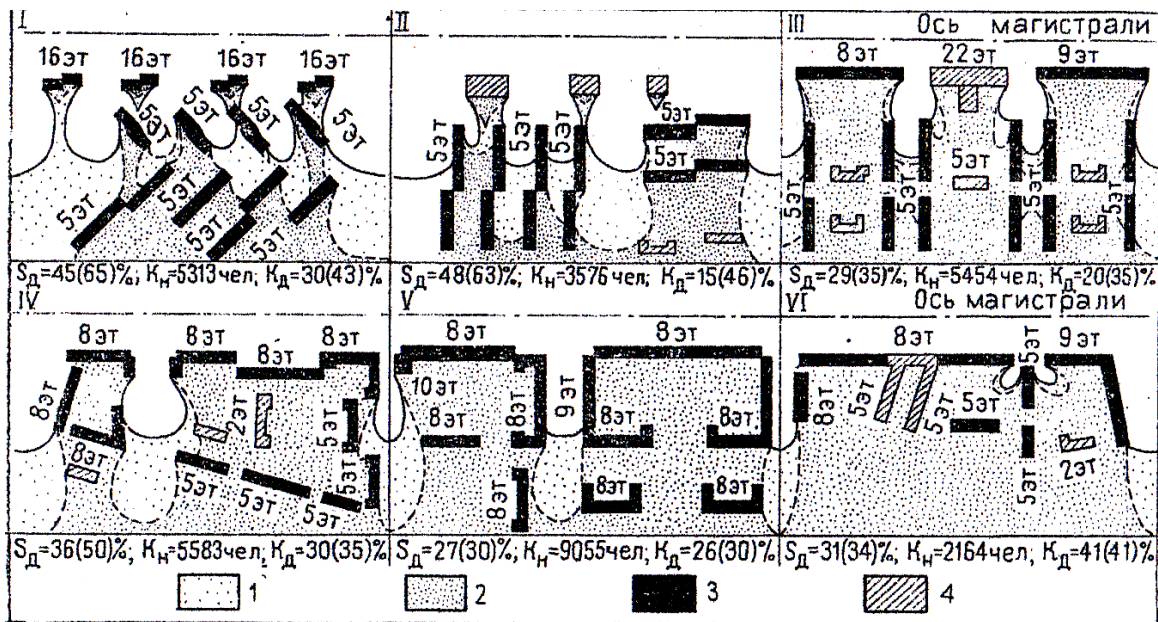 I II III Ось магистрали
16эт 16эт 16эт 16эт 8эт 22эт 9эт
5эт 5эт 5эт 5эт 5эт
5эт 5эт 5эт 5эт
5эт 5эт 5эт 5эт 5эт
5эт 5эт 5эт 5эт
Sд=45(65)%; Кн=5313чел; Кд=30(43)% Sд=48(63)%; Кн=3576чел; Кд=15(46)% Sд=29(35)%; Кн=5454чел; Кд=20(35)%
IV V VI Ось магистрали
8эт 8эт 8эт 8эт 8эт 8эт 8эт 9эт 5эт
8эт 2эт 5эт 10эт 9эт 8эт 5эт 5эт 5эт
8эт 8эт 8эт 8эт 8эт 2эт
5эт 5эт 5эт 5эт 8эт 8эт 8эт 5эт
Sд=36(50)%; Кн=5583чел; Кд=30(35)% Sд=27(30)%; Кн=9055чел; Кд=26(30)% Sд=31(34)%; Кн=2164чел; Кд=41(41)%
1 2 3 4